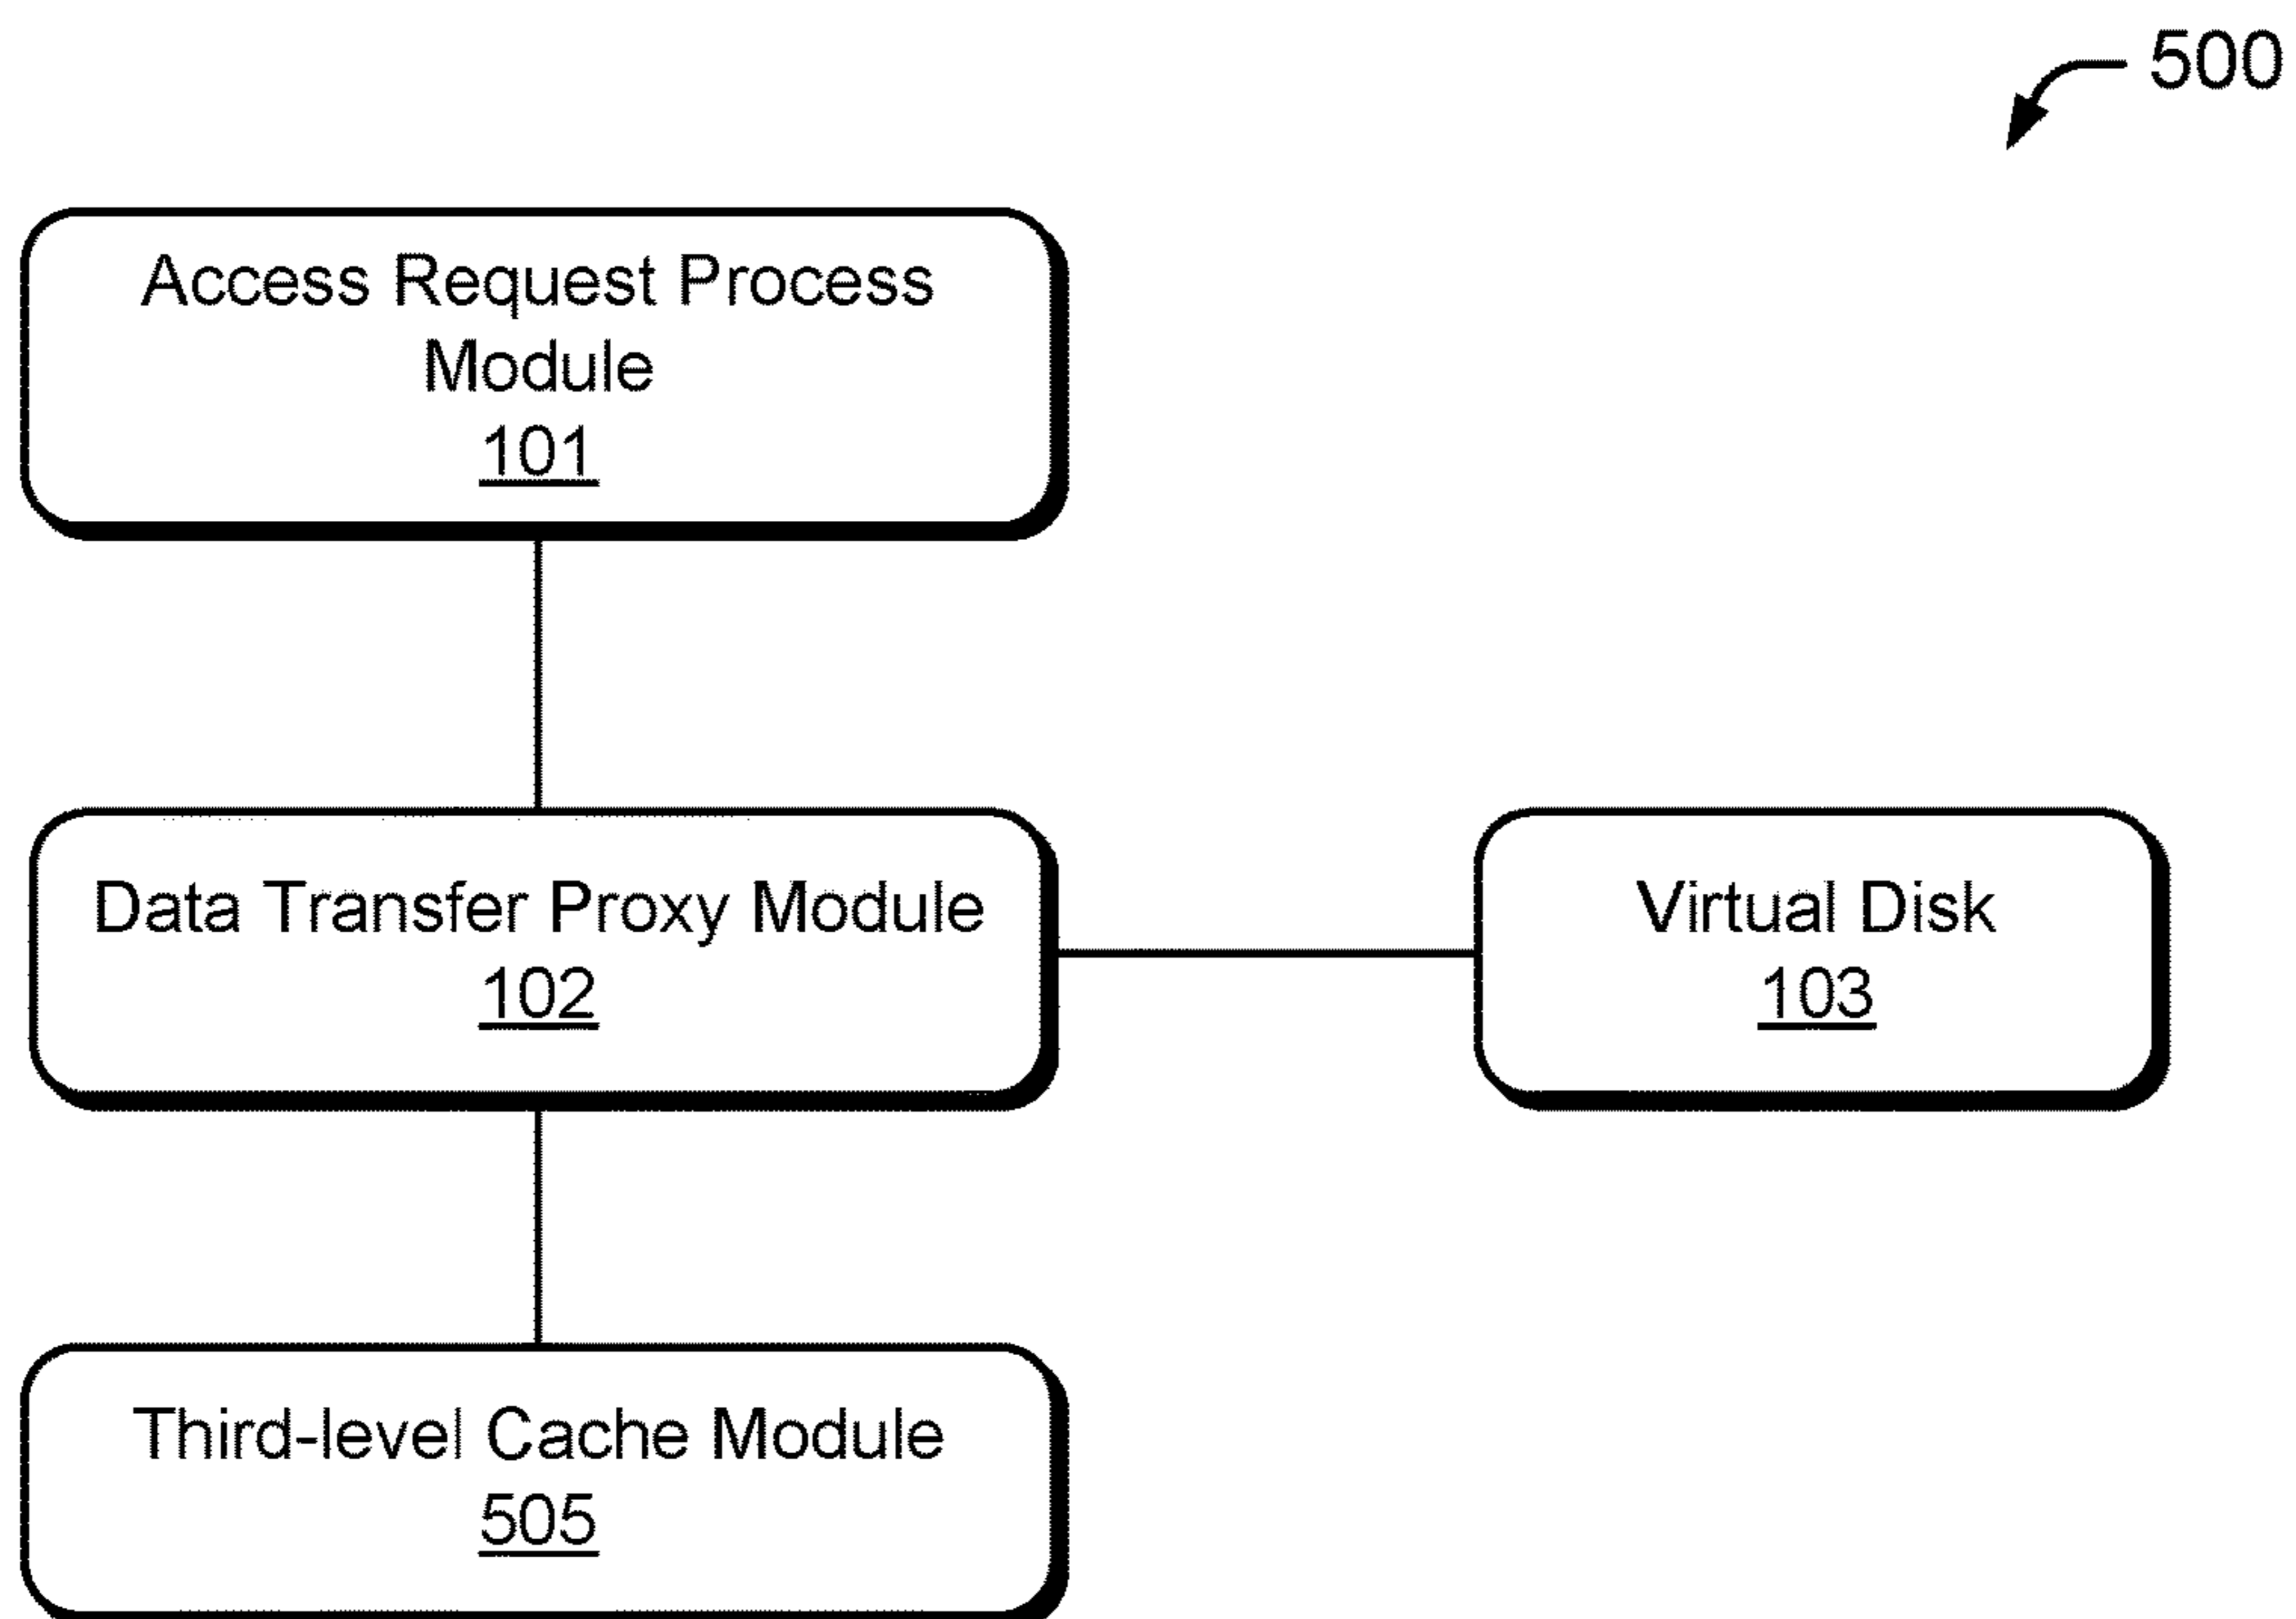 500
Access Request Process
Module
101
Data Transfer Proxy Module
102
Virtual Disk
103
Third-level Cache Module
505